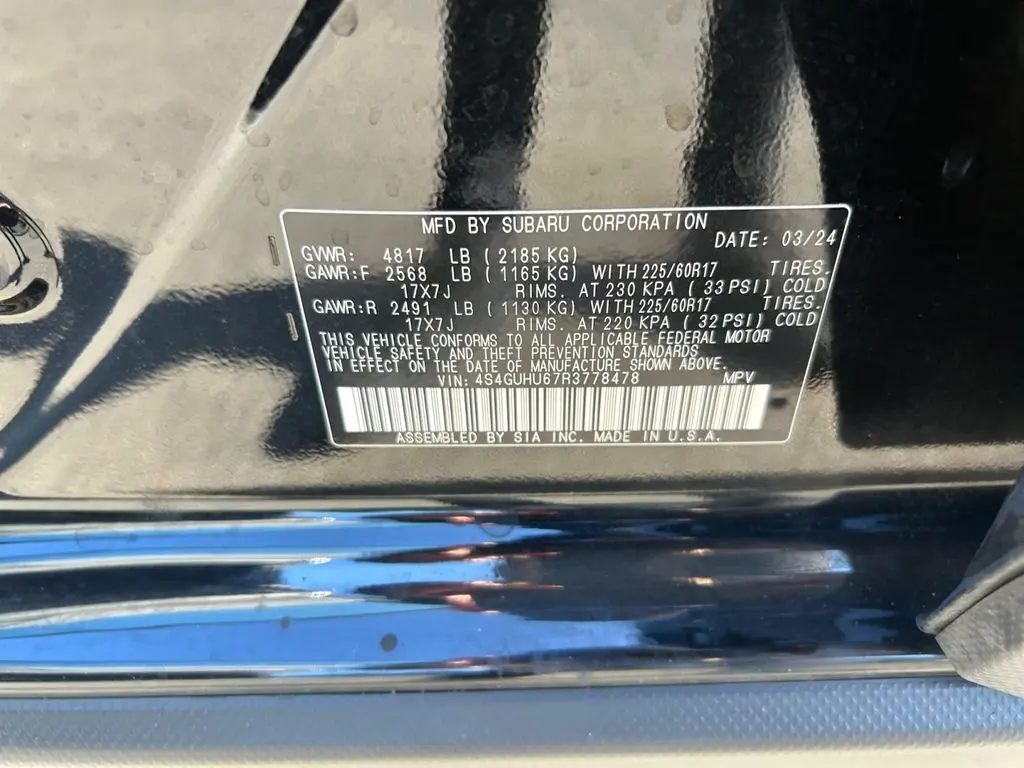 MFD BY SUBARU CORPORATION
DATE: 03/24
GVWR: 4817 LB (2185 KG)
GAWR:F 2568 LB (1165 KG) WITH 225/60R17 TIRES.
17X7J RIMS. AT 230 KPA (33 PSI) COLD
GAWR:R 2491 LB (1130 KG) WITH 225/60R17 TIRES.
17X7J RIMS. AT 220 KPA (32 PSI) COLD
THIS VEHICLE CONFORMS TO ALL APPLICABLE FEDERAL MOTOR
VEHICLE SAFETY AND THEFT PREVENTION STANDARDS
IN EFFECT ON THE DATE OF MANUFACTURE SHOWN ABOVE.
VIN: 4S4GUHU67R3778478 MPV
ASSEMBLED BY SIA INC. MADE IN U.S.A.